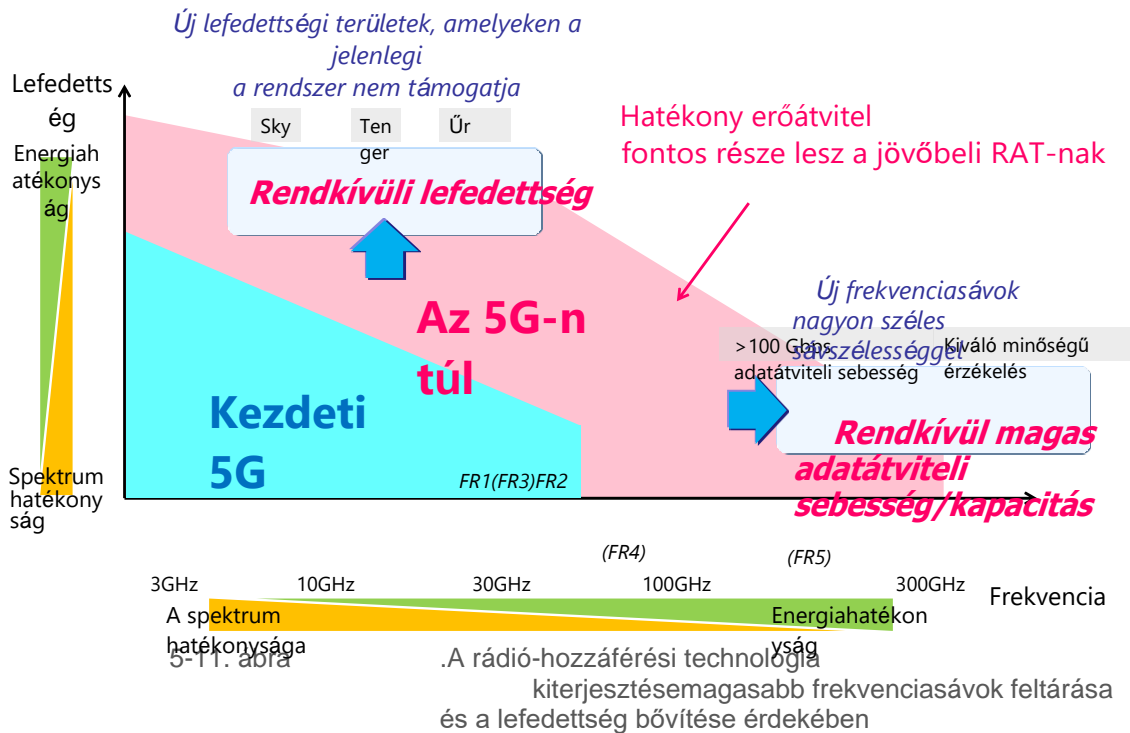 Új lefedettségi területek, amelyeken a
jelenlegi
a rendszer nem támogatja
Lefedetts
ég
Sky
Ten
ger
Űr
Hatékony erőátvitel
fontos része lesz a jövőbeli RAT-nak
Energiah
atékonys
ág
Rendkívüli lefedettség
Új frekvenciasávok
nagyon széles
sávszélességgel
>100 Gbps
adatátviteli sebesség
Kiváló minőségű
érzékelés
Az 5G-n
túl
Kezdeti
5G
Rendkívül magas
adatátviteli
sebesség/kapacitás
FR1(FR3)FR2
Spektrum
hatékony
ság
(FR4)
(FR5)
3GHz
10GHz
30GHz
100GHz
300GHz
Frekvencia
A spektrum
hatékonysága
Energiahatékon
yság
5-11. ábra .A rádió-hozzáférési technológia
kiterjesztésemagasabb frekvenciasávok feltárása
és a lefedettség bővítése érdekében